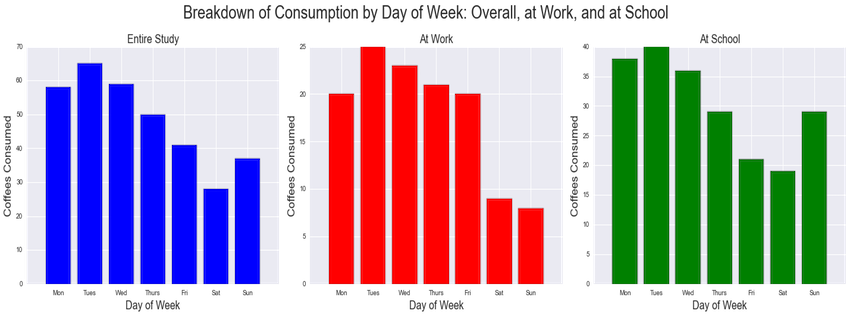 Breakdown of Consumption by Day of Week: Overall, at Work, and at School
Entire Study
70
60
50
40
30
20
10
0
Coffees Consumed
Mon Tues Wed Thurs Fri Sat Sun
Day of Week
At Work
25
20
15
10
5
0
Coffees Consumed
Mon Tues Wed Thurs Fri Sat Sun
Day of Week
At School
40
35
30
25
20
15
10
5
0
Coffees Consumed
Mon Tues Wed Thurs Fri Sat Sun
Day of Week